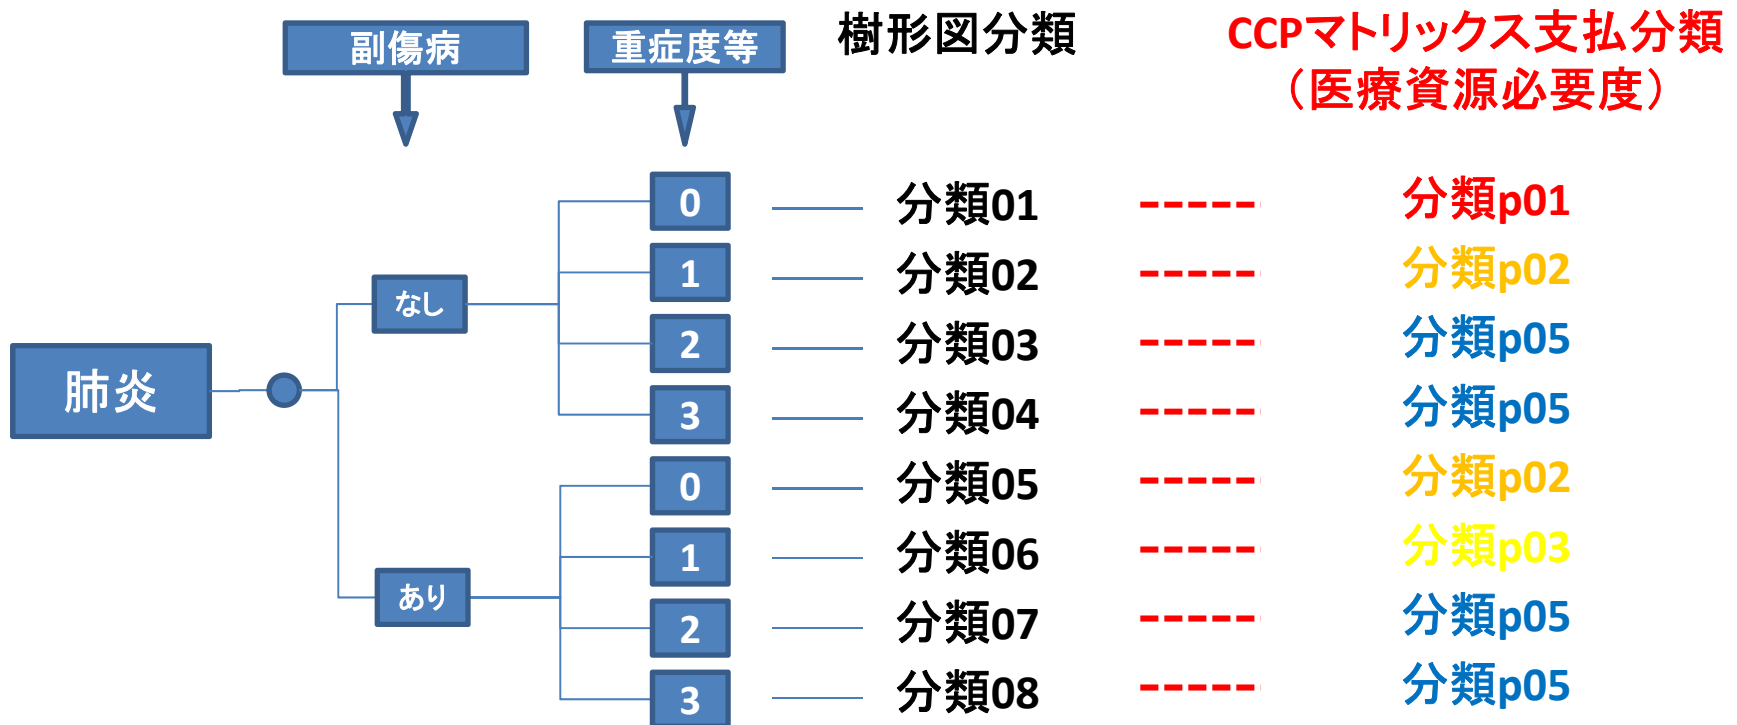 副傷病
重症度等
樹形図分類
CCPマトリックス支払分類
（医療資源必要度）
肺炎
なし
あり
0 分類01 分類p01
1 分類02 分類p02
2 分類03 分類p05
3 分類04 分類p05
0 分類05 分類p02
1 分類06 分類p03
2 分類07 分類p05
3 分類08 分類p05